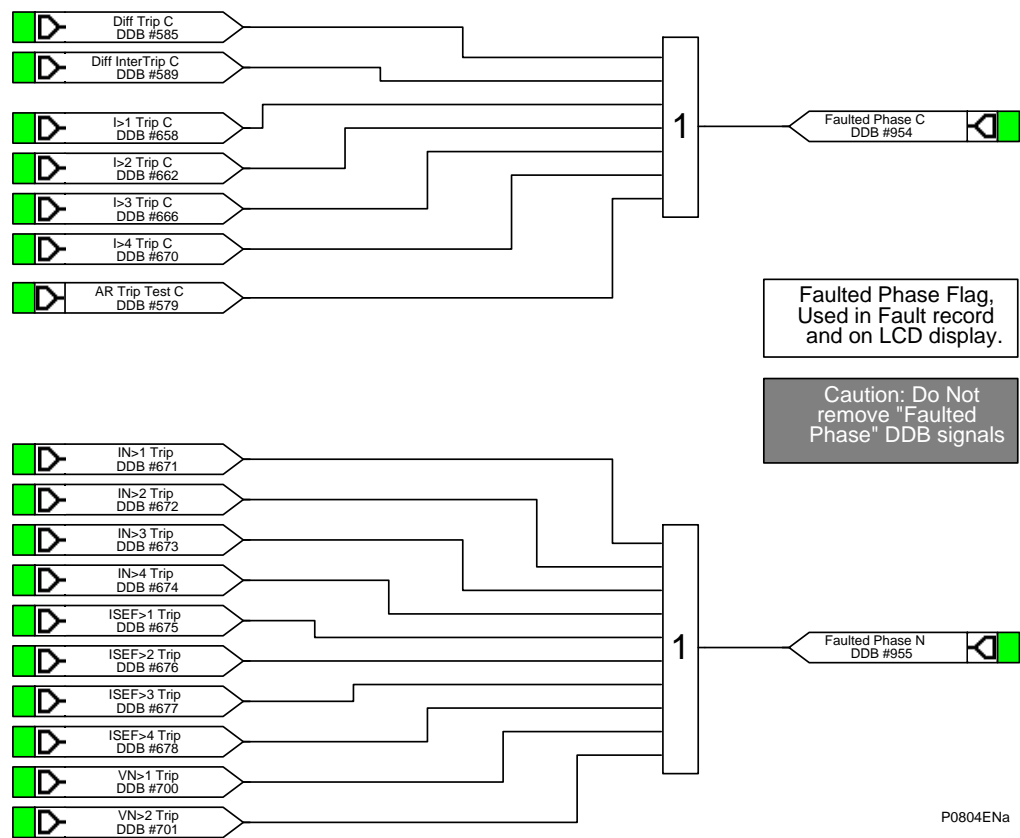 Diff Trip C
DDB #585
Diff InterTrip C
DDB #589
I>1 Trip C
DDB #658
I>2 Trip C
DDB #662
I>3 Trip C
DDB #666
I>4 Trip C
DDB #670
AR Trip Test C
DDB #579
1
Faulted Phase C
DDB #954
Faulted Phase Flag,
Used in Fault record
and on LCD display.
Caution: Do Not
remove "Faulted
Phase" DDB signals
IN>1 Trip
DDB #671
IN>2 Trip
DDB #672
IN>3 Trip
DDB #673
IN>4 Trip
DDB #674
ISEF>1 Trip
DDB #675
ISEF>2 Trip
DDB #676
ISEF>3 Trip
DDB #677
ISEF>4 Trip
DDB #678
VN>1 Trip
DDB #700
VN>2 Trip
DDB #701
1
Faulted Phase N
DDB #955
P0804ENa